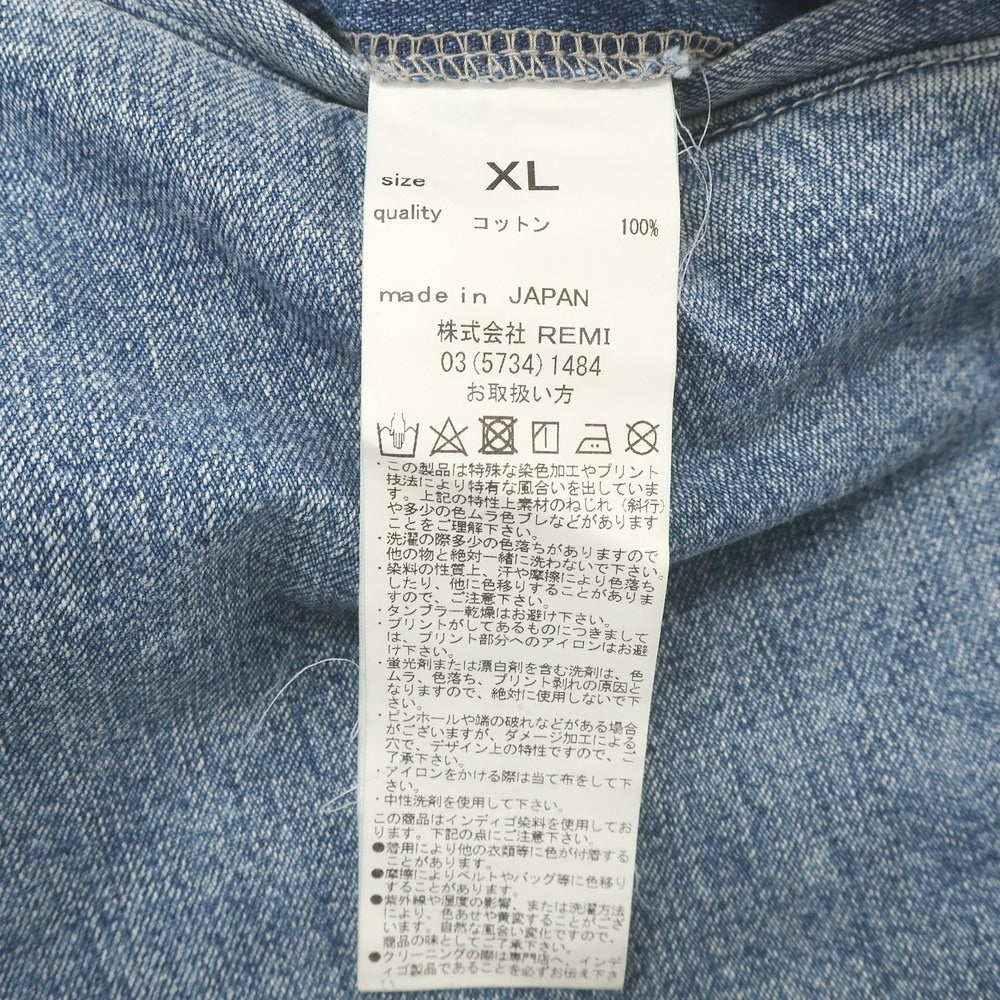 size XL
quality コットン 100%
made in JAPAN
株式会社 REMI
03(5734)1484
お取扱い方
・この製品は特殊な染色加工やプリント
技法により特有な風合いを出していま
す。上記の特性上素材のねじれ（斜行）
や多少の色ムラ色ブレなどがあります
ことをご理解下さい。
・洗濯の際多少の色落ちがありますので
他の物と絶対一緒に洗わないで下さい。
・染料の性質上、汗や摩擦により色落ち
したり、他に色移りすることがありま
すので、ご注意下さい。
・タンブラー乾燥はお避け下さい。
・プリントがしてあるものにつきまして
は、プリント部分へのアイロンはお避
け下さい。
・蛍光剤または漂白剤を含む洗剤は、色
ムラ、色落ち、プリント剥れの原因と
なりますので、絶対に使用しないで下
さい。
・ピンホールや端の破れなどがある場合
がございますが、ダメージ加工による
穴で、デザイン上の特性ですので、ご
了承下さい。
・アイロンをかける際は当て布をして下
さい。
・中性洗剤を使用して下さい。
この商品はインディゴ染料を使用してお
ります。下記の点にご注意下さい。
●着用により他の衣類等に色が付着する
ことがあります。
●摩擦によりベルトやバッグ等に色移り
することがあります。
●紫外線や湿度の影響、または洗濯方法
により、色あせや黄変することがござ
います。自然な風合い変化ですので、
商品の味としてご了承下さい。
●クリーニングの際は専門店へ、インデ
ィゴ製品であることを必ずお伝え下さ